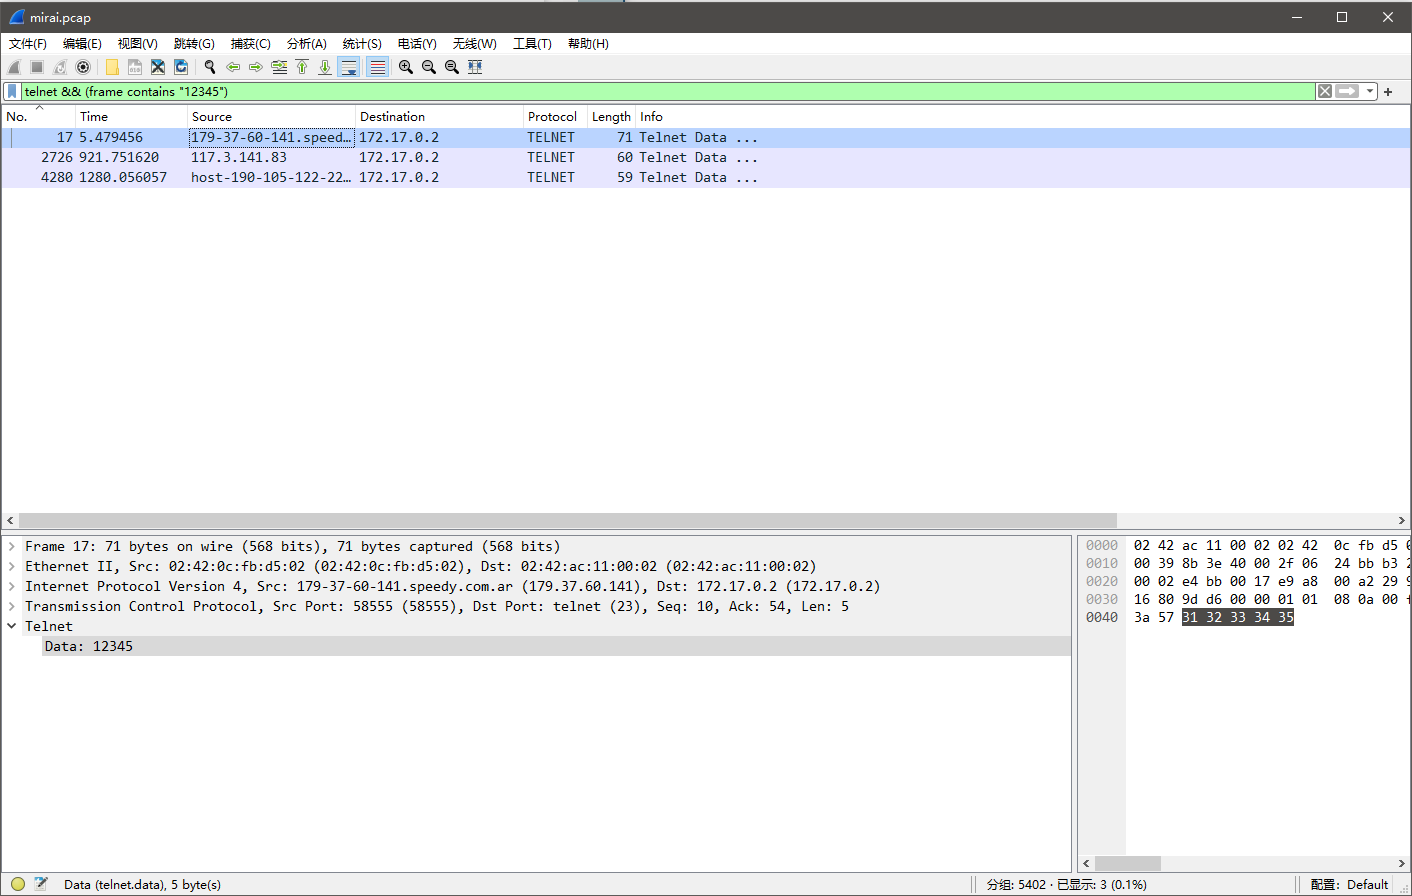 mirai.pcap
文件(F) 编辑(E) 视图(V) 跳转(G) 捕获(C) 分析(A) 统计(S) 电话(Y) 无线(W) 工具(T) 帮助(H)
telnet && (frame contains "12345")
No. Time Source Destination Protocol Length Info
17 5.479456 179-37-60-141.speed… 172.17.0.2 TELNET 71 Telnet Data ...
2726 921.751620 117.3.141.83 172.17.0.2 TELNET 60 Telnet Data ...
4280 1280.056057 host-190-105-122-22… 172.17.0.2 TELNET 59 Telnet Data ...
Frame 17: 71 bytes on wire (568 bits), 71 bytes captured (568 bits)
Ethernet II, Src: 02:42:0c:fb:d5:02 (02:42:0c:fb:d5:02), Dst: 02:42:ac:11:00:02 (02:42:ac:11:00:02)
Internet Protocol Version 4, Src: 179-37-60-141.speedy.com.ar (179.37.60.141), Dst: 172.17.0.2 (172.17.0.2)
Transmission Control Protocol, Src Port: 58555 (58555), Dst Port: telnet (23), Seq: 10, Ack: 54, Len: 5
Telnet
Data: 12345
0000 02 42 ac 11 00 02 02 42 0c fb d5
0010 00 39 8b 3e 40 00 2f 06 24 bb b3
0020 00 02 e4 bb 00 17 e9 a8 00 a2 29
0030 16 80 9d d6 00 00 01 01 08 0a 00
0040 3a 57 31 32 33 34 35
Data (telnet.data), 5 byte(s)
分组: 5402 · 已显示: 3 (0.1%)
配置: Default